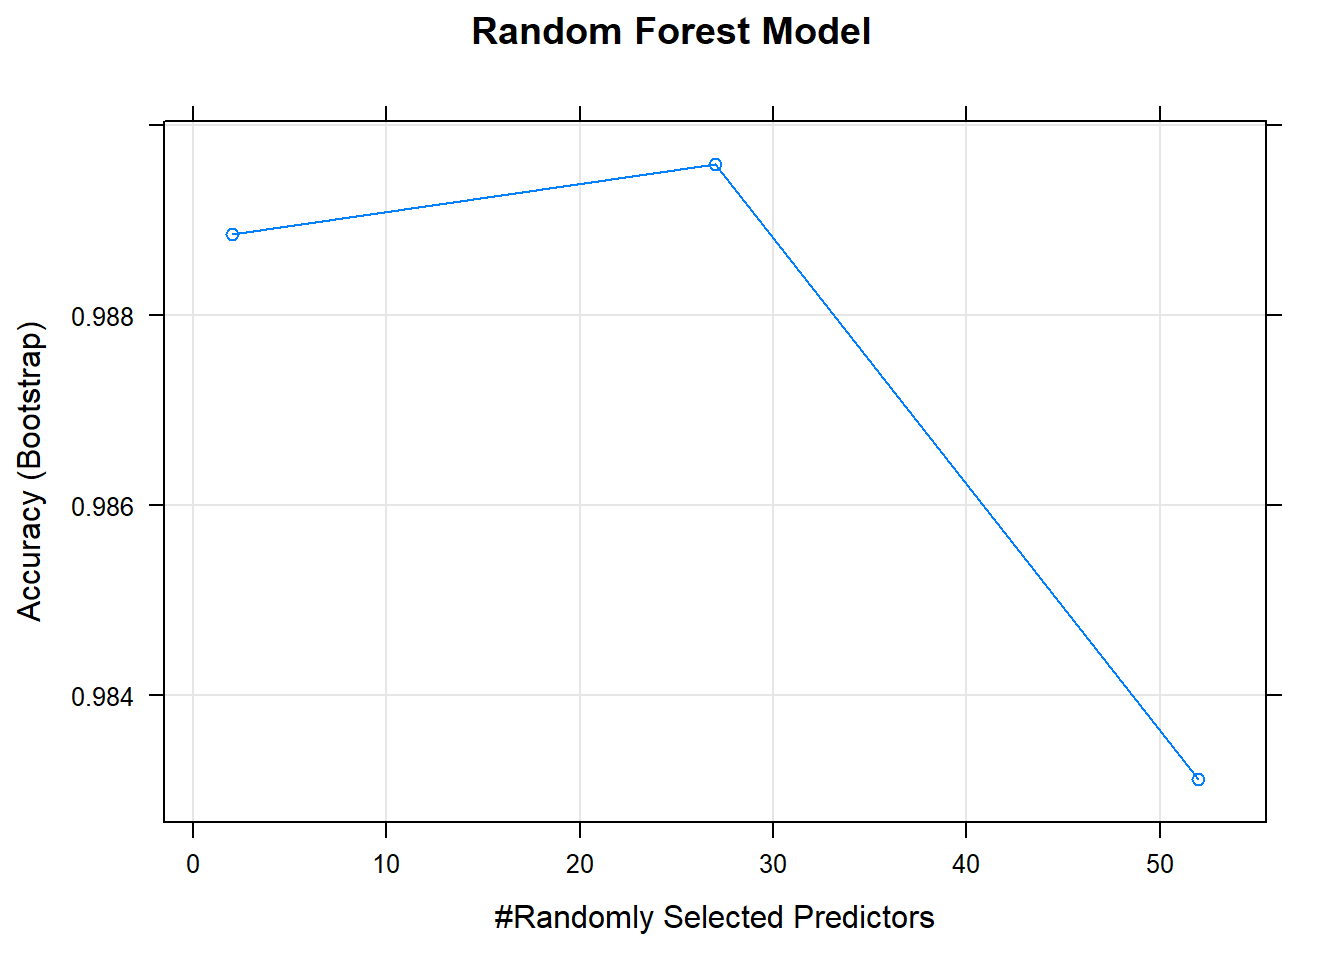 Random Forest Model
Accuracy (Bootstrap)
0.988
0.986
0.984
0 10 20 30 40 50
#Randomly Selected Predictors